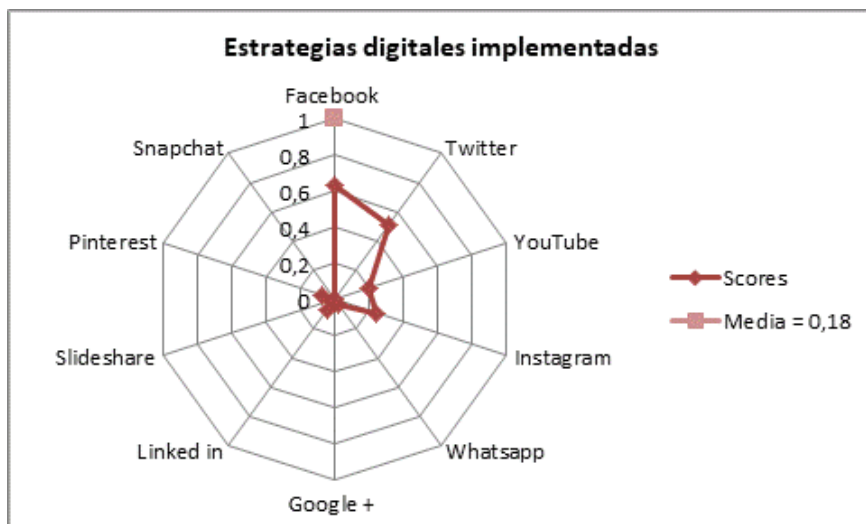 Estrategias digitales implementadas
Facebook
Twitter
YouTube
Instagram
Whatsapp
Google +
Linked in
Slideshare
Pinterest
Snapchat
1
0,8
0,6
0,4
0,2
0
Scores
Media = 0,18